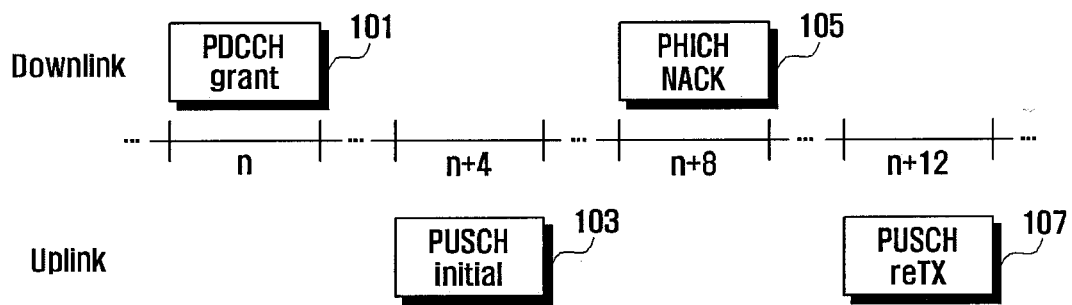 PDCCH
grant
101
PHICH
NACK
105
Downlink
... n ... n+4 ... n+8 ... n+12 ...
PUSCH
initial
103
PUSCH
reTX
107
Uplink